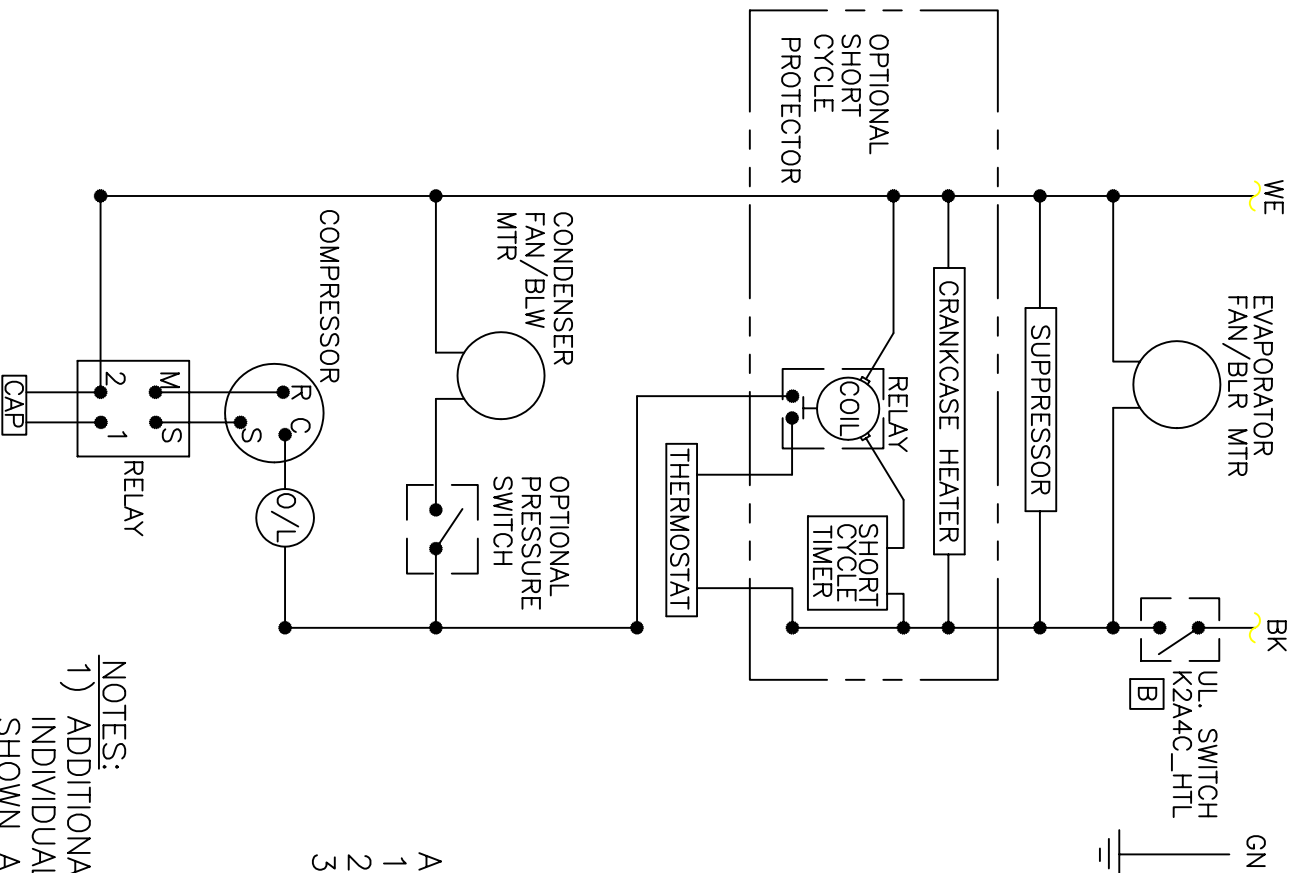 WE
BK
GN
EVAPORATOR
FAN/BLR MTR
UL. SWITCH
K2A4C_HTL
B
SUPPRESSOR
CRANKCASE HEATER
OPTIONAL
SHORT
CYCLE
PROTECTOR
RELAY
COIL
SHORT
CYCLE
TIMER
THERMOSTAT
CONDENSER
FAN/BLW
MTR
OPTIONAL
PRESSURE
SWITCH
COMPRESSOR
R
C
S
O/L
M
S
2
1
RELAY
CAP
A
1
2
3
NOTES:
1) ADDITIONA
INDIVIDUAL
SHOWN A